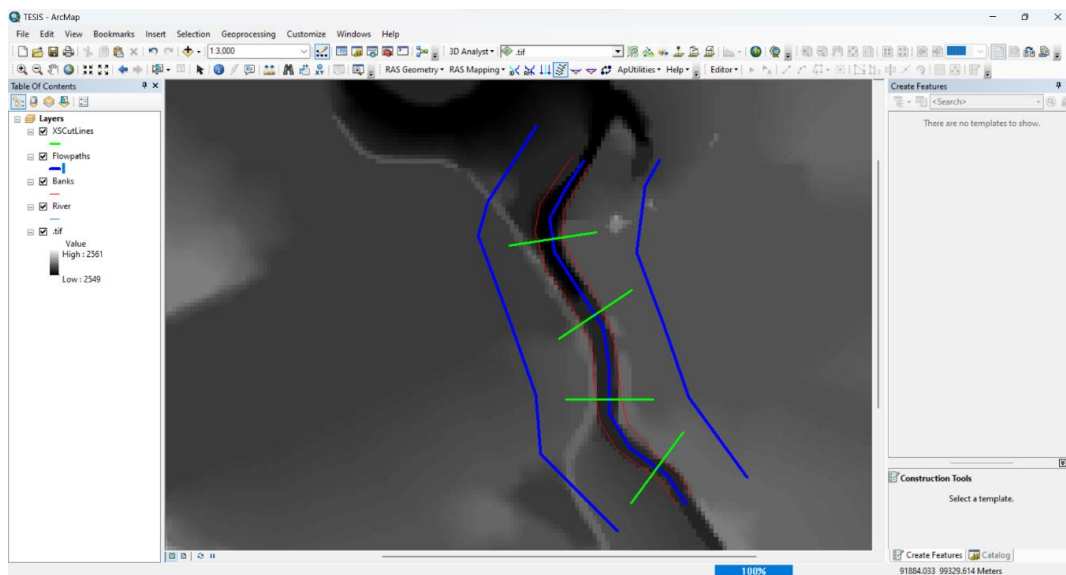 TESIS - ArcMap
File Edit View Bookmarks Insert Selection Geoprocessing Customize Windows Help
1:3,000 3D Analyst .tif
RAS Geometry RAS Mapping ApUtilities Help Editor
Table Of Contents
Create Features
<Search>
There are no templates to show.
Layers
XSCutLines
Flowpaths
Banks
River
.tif
Value
High : 2561
Low : 2549
Construction Tools
Select a template.
Create Features Catalog
100%
91884.033 99329.614 Meters